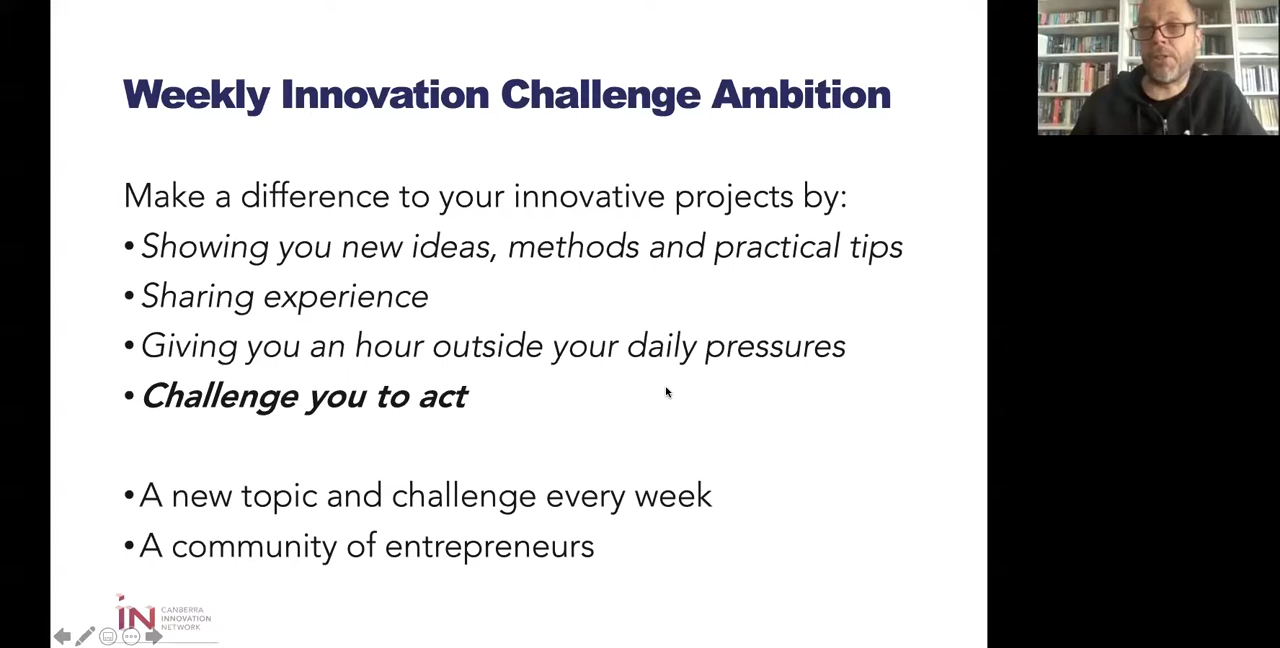 Weekly Innovation Challenge Ambition
Make a difference to your innovative projects by:
• Showing you new ideas, methods and practical tips
• Sharing experience
• Giving you an hour outside your daily pressures
• Challenge you to act
• A new topic and challenge every week
• A community of entrepreneurs
iN
CANBERRA
INNOVATION
NETWORK